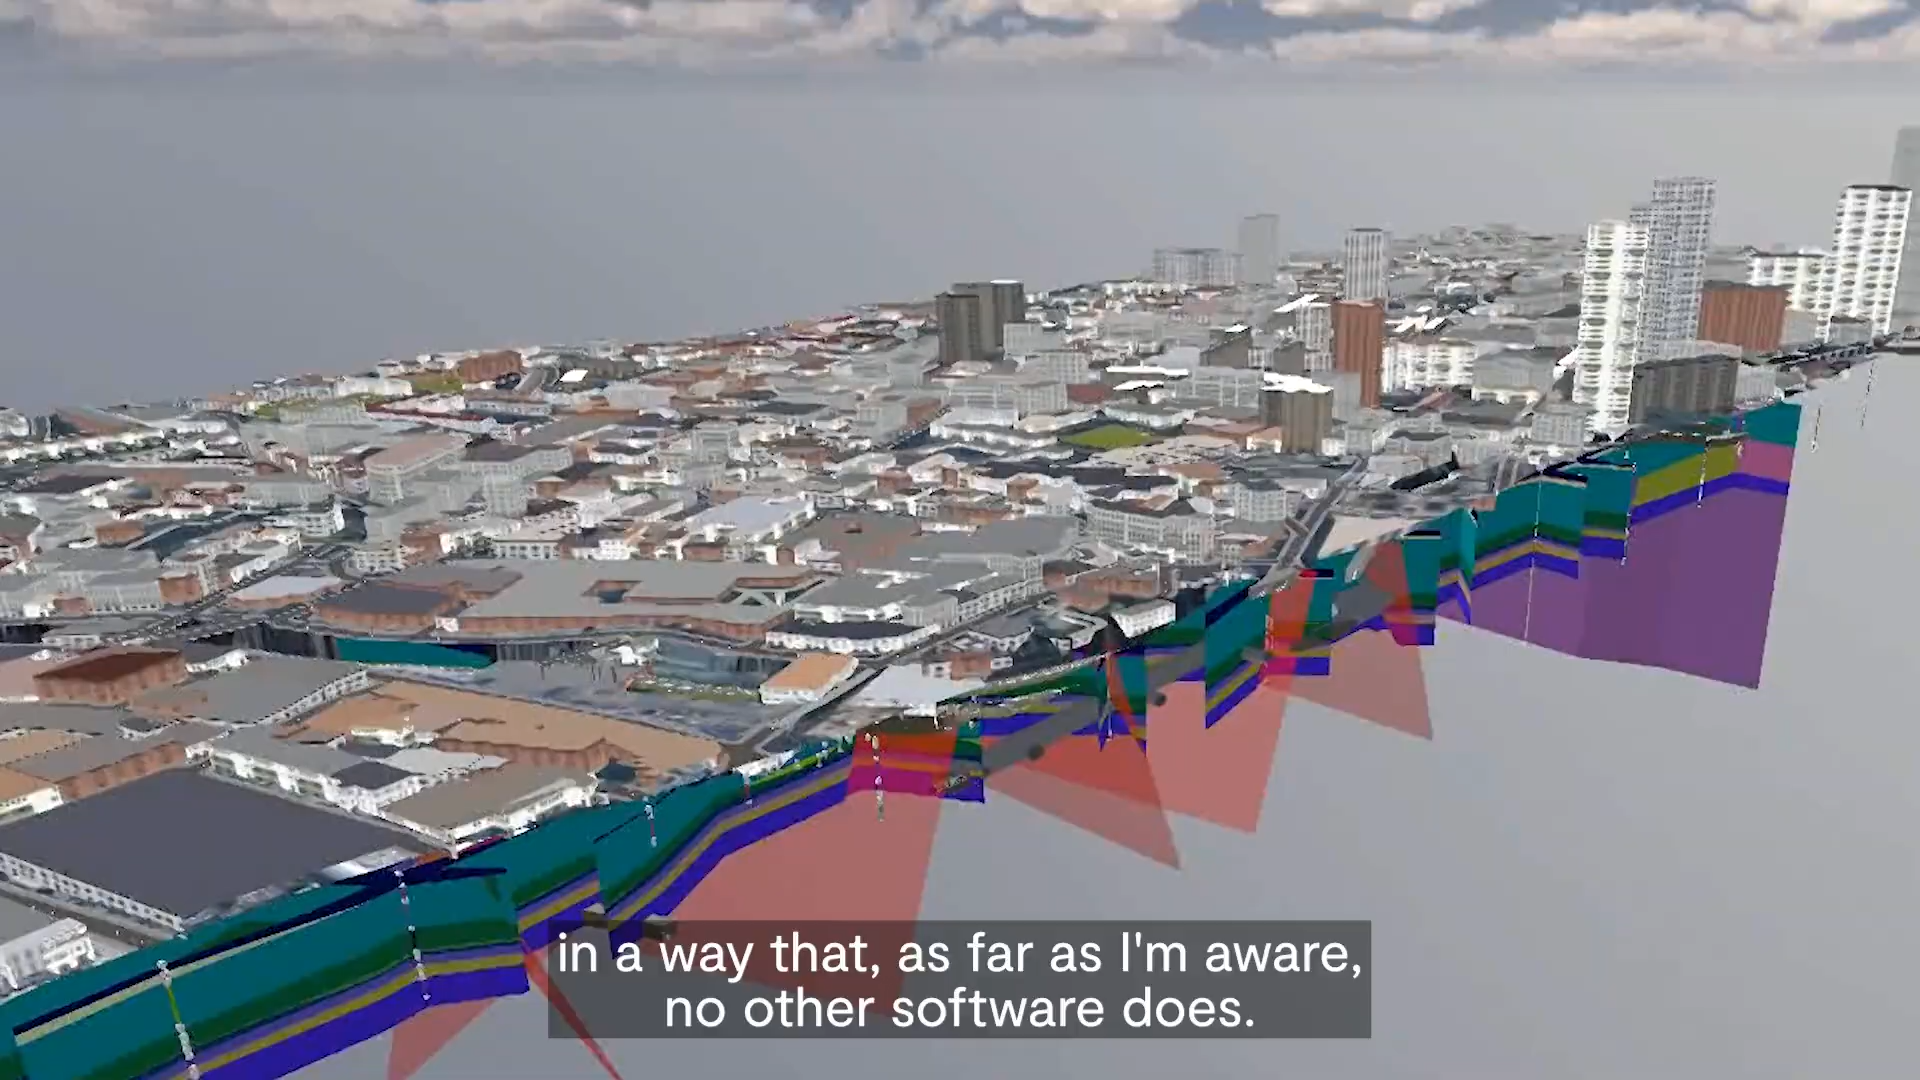 in a way that, as far as I'm aware,
no other software does.